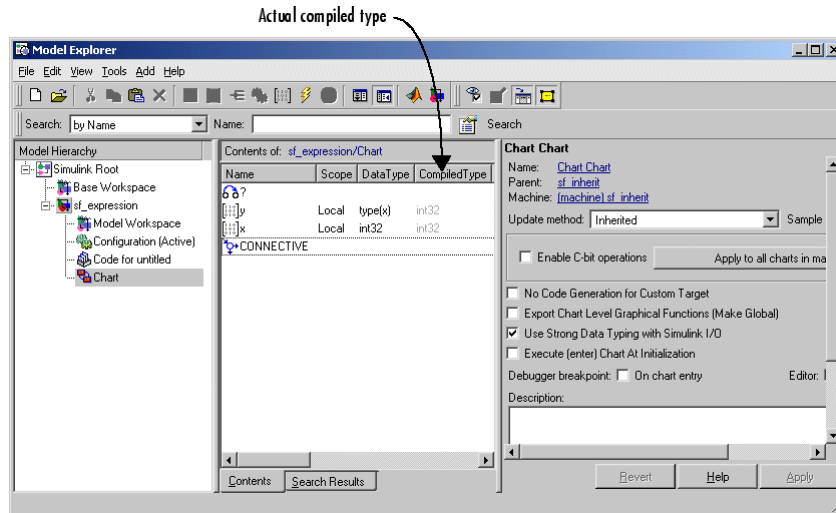 Actual compiled type
Model Explorer
File Edit View Tools Add Help
Search: by Name Name: Search
Model Hierarchy
Simulink Root
Base Workspace
sf_expression
Model Workspace
Configuration (Active)
Code for untitled
Chart
Contents of: sf_expression/Chart
Name Scope DataType CompiledType
?
y Local type(x) int32
x Local int32 int32
CONNECTIVE
Contents Search Results
Chart Chart
Name: Chart Chart
Parent: sf_inherit
Machine: (machine) sf_inherit
Update method: Inherited Sample
Enable C-bit operations Apply to all charts in ma
No Code Generation for Custom Target
Export Chart Level Graphical Functions (Make Global)
Use Strong Data Typing with Simulink I/O
Execute (enter) Chart At Initialization
Debugger breakpoint: On chart entry Editor:
Description:
Revert Help Apply